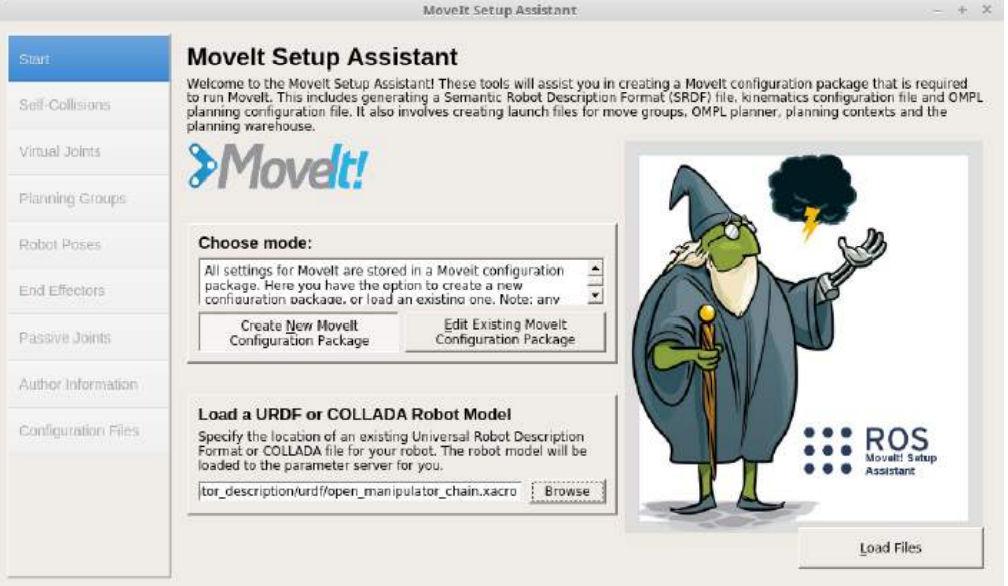 MoveIt Setup Assistant
Start
Self-Collisions
Virtual Joints
Planning Groups
Robot Poses
End Effectors
Passive Joints
Author Information
Configuration Files
MoveIt Setup Assistant
Welcome to the MoveIt Setup Assistant! These tools will assist you in creating a MoveIt configuration package that is required
to run MoveIt. This includes generating a Semantic Robot Description Format (SRDF) file, kinematics configuration file and OMPL
planning configuration file. It also involves creating launch files for move groups, OMPL planner, planning contexts and the
planning warehouse.
MoveIt!
Choose mode:
All settings for MoveIt are stored in a Moveit configuration
package. Here you have the option to create a new
configuration package, or load an existing one. Note: any
Create New MoveIt
Configuration Package
Edit Existing MoveIt
Configuration Package
Load a URDF or COLLADA Robot Model
Specify the location of an existing Universal Robot Description
Format or COLLADA file for your robot. The robot model will be
loaded to the parameter server for you.
tor_description/urdf/open_manipulator_chain.xacro
Browse
ROS
MoveIt! Setup
Assistant
Load Files